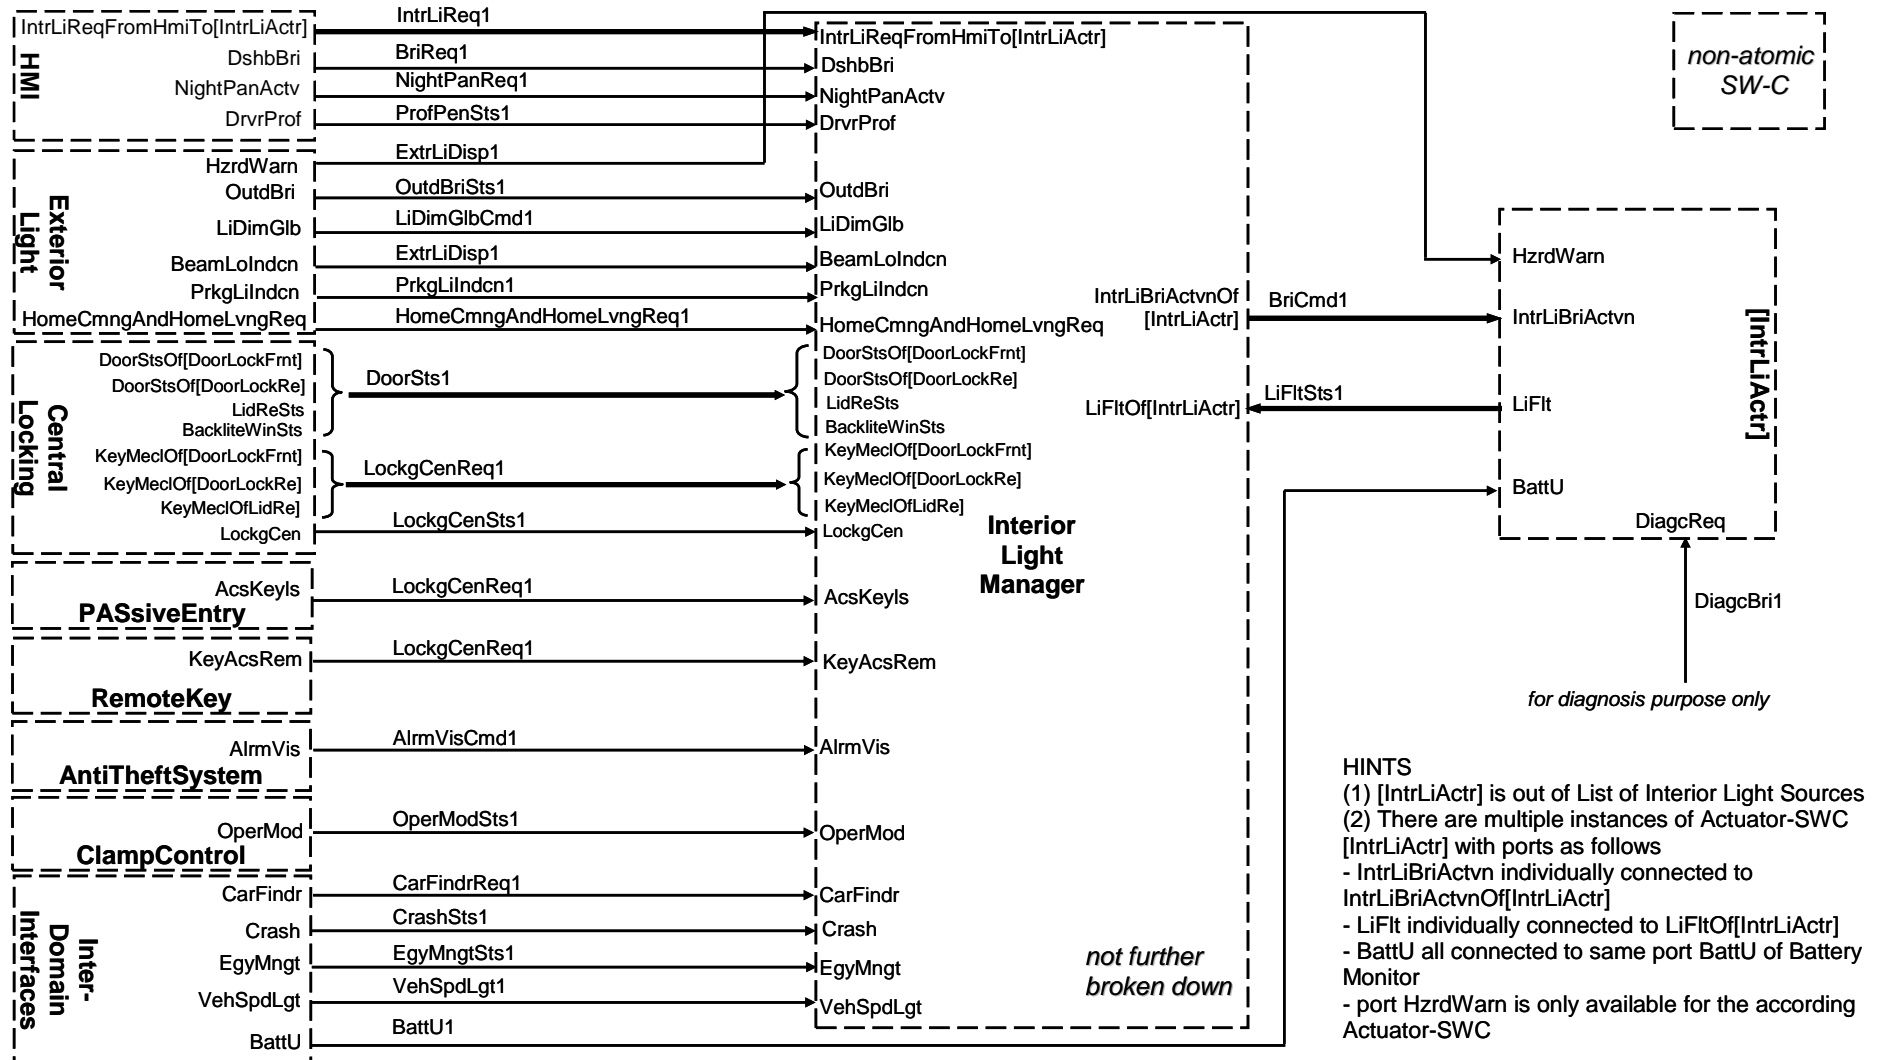 IntrLiReqFromHmiTo[IntrLiActr]
DshbBri
NightPanActv
DrvrProf
HMI
IntrLiReq1
BriReq1
NightPanReq1
ProfPenSts1
HzrdWarn
OutdBri
LiDimGlb
BeamLoIndcn
PrkgLiIndcn
HomeCmngAndHomeLvngReq
Exterior
Light
ExtrLiDisp1
OutdBriSts1
LiDimGlbCmd1
ExtrLiDisp1
PrkgLiIndcn1
HomeCmngAndHomeLvngReq1
DoorStsOf[DoorLockFrnt]
DoorStsOf[DoorLockRe]
LidReSts
BackliteWinSts
KeyMeclOf[DoorLockFrnt]
KeyMeclOf[DoorLockRe]
KeyMeclOfLidRe]
LockgCen
Central
Locking
DoorSts1
LockgCenReq1
LockgCenSts1
AcsKeyls
PASsiveEntry
LockgCenReq1
KeyAcsRem
RemoteKey
LockgCenReq1
AlrmVis
AntiTheftSystem
AlrmVisCmd1
OperMod
ClampControl
OperModSts1
CarFindr
Crash
EgyMngt
VehSpdLgt
BattU
Inter-
Domain
Interfaces
CarFindrReq1
CrashSts1
EgyMngtSts1
VehSpdLgt1
BattU1
IntrLiReqFromHmiTo[IntrLiActr]
DshbBri
NightPanActv
DrvrProf
OutdBri
LiDimGlb
BeamLoIndcn
PrkgLiIndcn
HomeCmngAndHomeLvngReq
DoorStsOf[DoorLockFrnt]
DoorStsOf[DoorLockRe]
LidReSts
BackliteWinSts
KeyMeclOf[DoorLockFrnt]
KeyMeclOf[DoorLockRe]
KeyMeclOfLidRe]
LockgCen
AcsKeyls
KeyAcsRem
AlrmVis
OperMod
CarFindr
Crash
EgyMngt
VehSpdLgt
IntrLiBriActvnOf
[IntrLiActr]
LiFltOf[IntrLiActr]
Interior
Light
Manager
not further
broken down
BriCmd1
LiFltSts1
non-atomic
SW-C
HzrdWarn
IntrLiBriActvn
LiFlt
BattU
DiagcReq
[IntrLiActr]
DiagcBri1
for diagnosis purpose only
HINTS
(1) [IntrLiActr] is out of List of Interior Light Sources
(2) There are multiple instances of Actuator-SWC
[IntrLiActr] with ports as follows
- IntrLiBriActvn individually connected to
IntrLiBriActvnOf[IntrLiActr]
- LiFlt individually connected to LiFltOf[IntrLiActr]
- BattU all connected to same port BattU of Battery
Monitor
- port HzrdWarn is only available for the according
Actuator-SWC